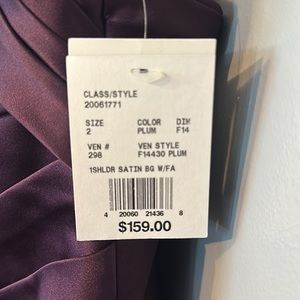 CLASS/STYLE
20061771
SIZE COLOR DIM
2 PLUM F14
VEN # VEN STYLE
298 F14430 PLUM
1SHLDR SATIN BG W/FA
4 20060 21436 8
$159.00